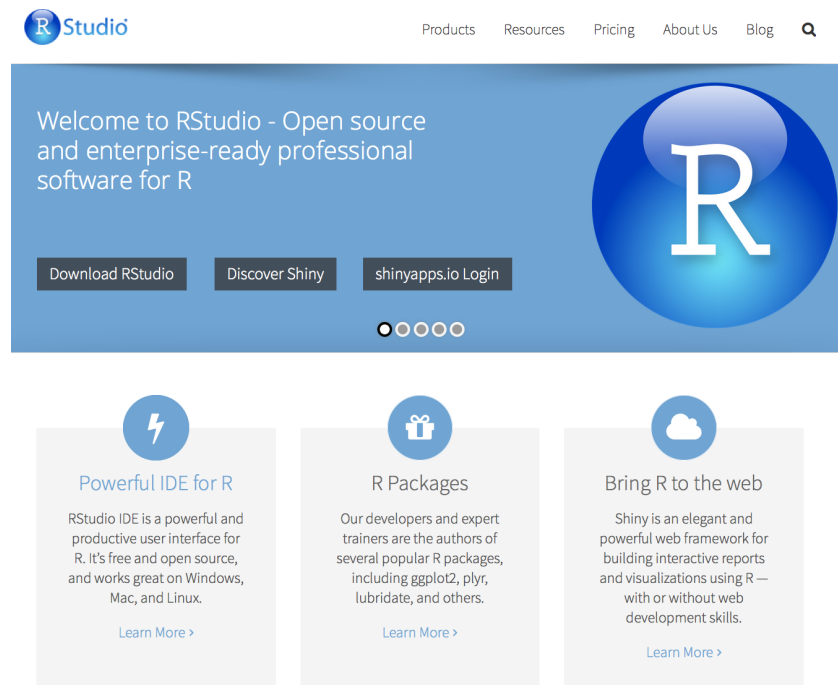 R Studio
Products Resources Pricing About Us Blog
Welcome to RStudio - Open source
and enterprise-ready professional
software for R
R
Download RStudio Discover Shiny shinyapps.io Login
Powerful IDE for R
RStudio IDE is a powerful and
productive user interface for
R. It’s free and open source,
and works great on Windows,
Mac, and Linux.
Learn More ›
R Packages
Our developers and expert
trainers are the authors of
several popular R packages,
including ggplot2, plyr,
lubridate, and others.
Learn More ›
Bring R to the web
Shiny is an elegant and
powerful web framework for
building interactive reports
and visualizations using R —
with or without web
development skills.
Learn More ›